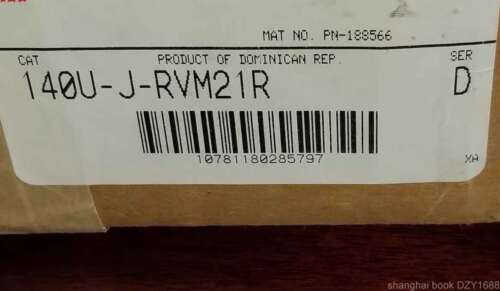 MAT NO. PN-188566
CAT PRODUCT OF DOMINICAN REP. SER
140U-J-RVM21R D
10781180285797
XA
shanghai book DZY1688